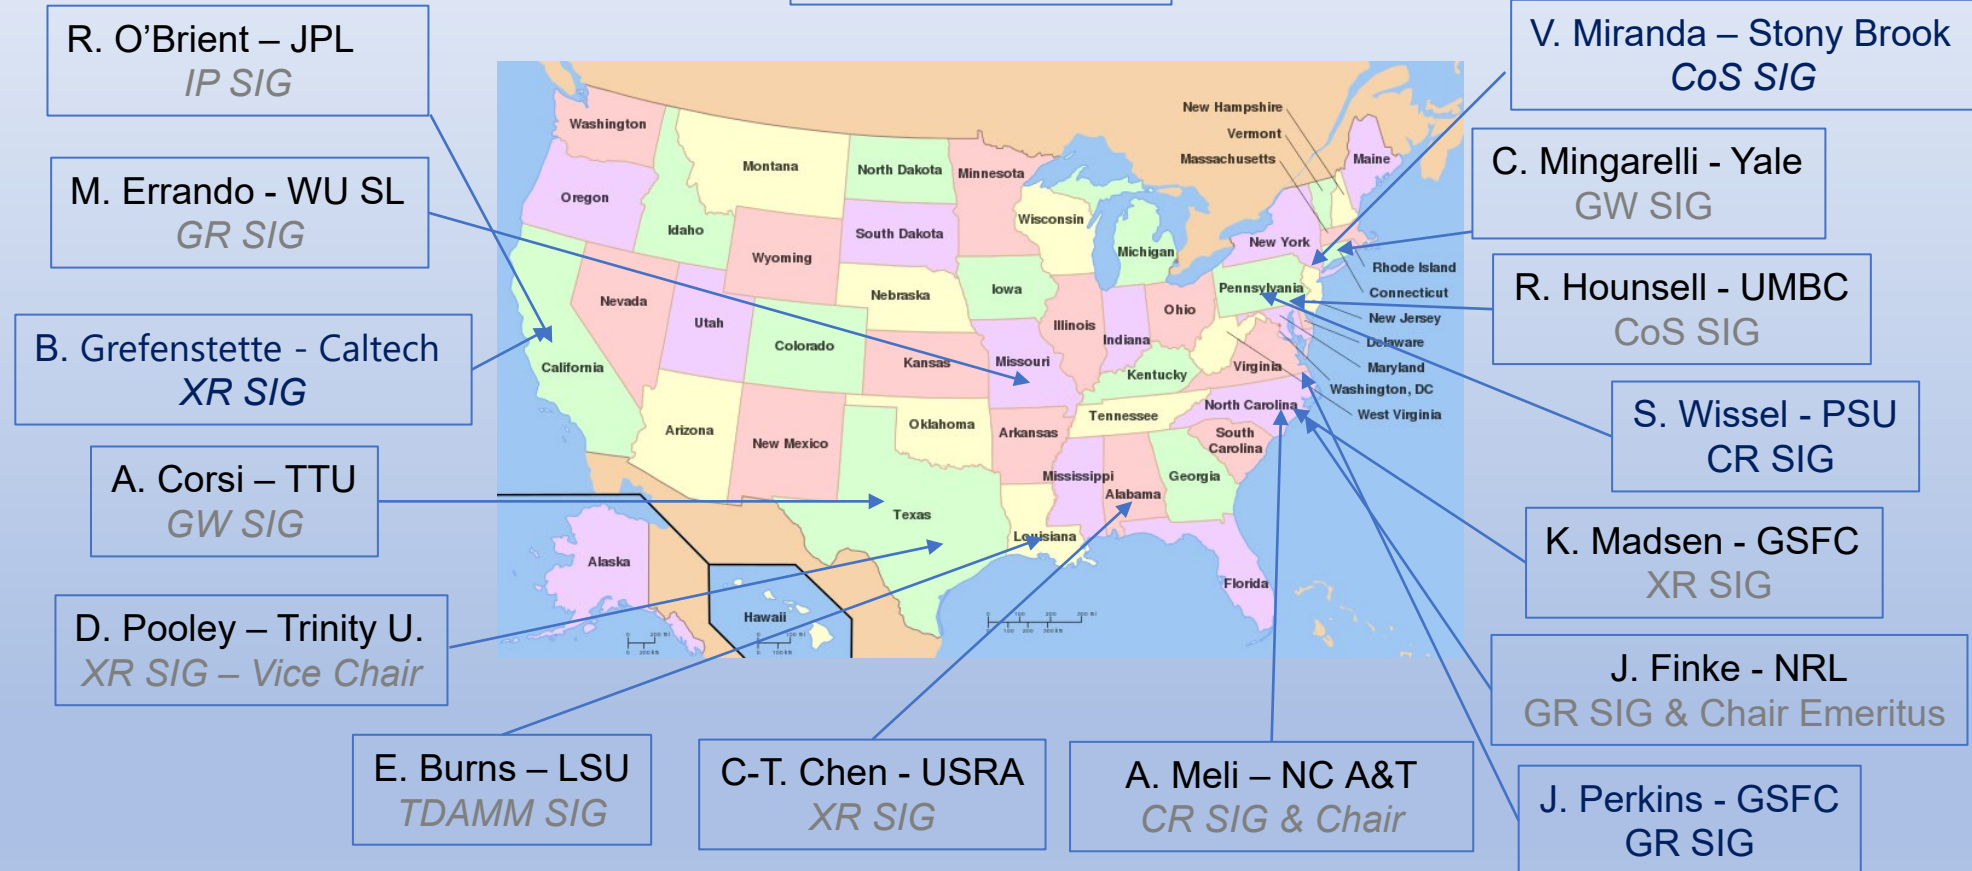 R. O’Brient – JPL
IP SIG
M. Errando - WU SL
GR SIG
B. Grefenstette - Caltech
XR SIG
A. Corsi – TTU
GW SIG
D. Pooley – Trinity U.
XR SIG – Vice Chair
E. Burns – LSU
TDAMM SIG
C-T. Chen - USRA
XR SIG
A. Meli – NC A&T
CR SIG & Chair
V. Miranda – Stony Brook
CoS SIG
C. Mingarelli - Yale
GW SIG
R. Hounsell - UMBC
CoS SIG
S. Wissel - PSU
CR SIG
K. Madsen - GSFC
XR SIG
J. Finke - NRL
GR SIG & Chair Emeritus
J. Perkins - GSFC
GR SIG
Washington
Oregon
California
Nevada
Idaho
Montana
Wyoming
Utah
Arizona
Colorado
New Mexico
North Dakota
South Dakota
Nebraska
Kansas
Oklahoma
Texas
Minnesota
Iowa
Missouri
Arkansas
Louisiana
Wisconsin
Illinois
Michigan
Indiana
Ohio
Kentucky
Tennessee
Mississippi
Alabama
Georgia
Florida
South
Carolina
North Carolina
Virginia
Pennsylvania
New York
Maine
New Hampshire
Vermont
Massachusetts
Rhode Island
Connecticut
New Jersey
Delaware
Maryland
Washington, DC
West Virginia
Alaska
Hawaii